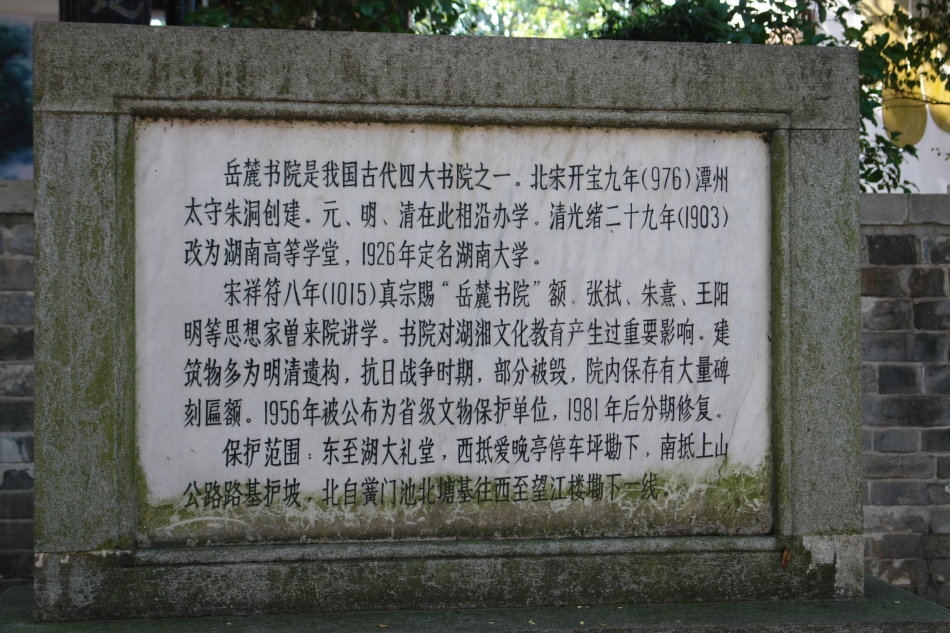 岳麓书院是我国古代四大书院之一。北宋开宝九年(976)潭州
太守朱洞创建。元、明、清在此相沿办学。清光绪二十九年(1903)
改为湖南高等学堂，1926年定名湖南大学。
宋祥符八年(1015)真宗赐“岳麓书院”额。张栻、朱熹、王阳
明等思想家曾来院讲学。书院对湖湘文化教育产生过重要影响。建
筑物多为明清遗构，抗日战争时期，部分被毁，院内保存有大量碑
刻匾额。1956年被公布为省级文物保护单位，1981年后分期修复。
保护范围：东至湖大礼堂，西抵爱晚亭停车坪勘下，南抵上山
公路路基护坡，北自黉门池北塘基往西至望江楼勘下一线。